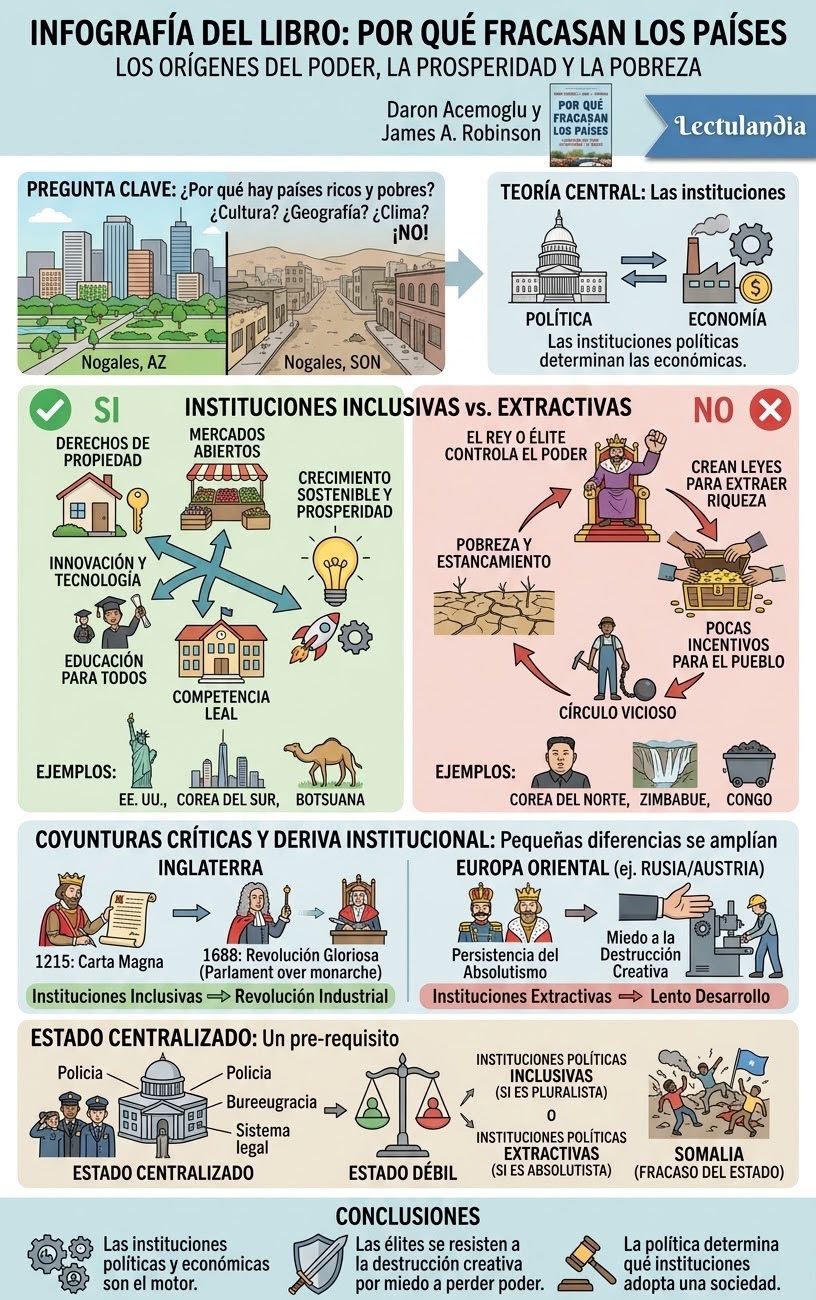 INFOGRAFÍA DEL LIBRO: POR QUÉ FRACASAN LOS PAÍSES
LOS ORÍGENES DEL PODER, LA PROSPERIDAD Y LA POBREZA
Daron Acemoglu y
James A. Robinson
POR QUÉ
FRACASAN
LOS PAÍSES
Lectulandia
PREGUNTA CLAVE: ¿Por qué hay países ricos y pobres?
¿Cultura? ¿Geografía? ¿Clima?
¡NO!
Nogales, AZ
Nogales, SON
TEORÍA CENTRAL: Las instituciones
POLÍTICA
ECONOMÍA
Las instituciones políticas
determinan las económicas.
SI
INSTITUCIONES INCLUSIVAS vs. EXTRACTIVAS
NO
DERECHOS DE
PROPIEDAD
MERCADOS
ABIERTOS
CRECIMIENTO
SOSTENIBLE Y
PROSPERIDAD
INNOVACIÓN Y
TECNOLOGÍA
EDUCACIÓN
PARA TODOS
COMPETENCIA
LEAL
EJEMPLOS:
EE. UU.,
COREA DEL SUR,
BOTSUANA
EL REY O ÉLITE
CONTROLA EL PODER
CREAN LEYES
PARA EXTRAER
RIQUEZA
POBREZA Y
ESTANCAMIENTO
POCAS
INCENTIVOS
PARA EL PUEBLO
CÍRCULO VICIOSO
EJEMPLOS:
COREA DEL NORTE,
ZIMBABUE,
CONGO
COYUNTURAS CRÍTICAS Y DERIVA INSTITUCIONAL: Pequeñas diferencias se amplían
INGLATERRA
1215: Carta Magna
1688: Revolución Gloriosa
(Parlament over monarche)
Instituciones Inclusivas ⇒ Revolución Industrial
EUROPA ORIENTAL (ej. RUSIA/AUSTRIA)
Persistencia del
Absolutismo
Miedo a la
Destrucción
Creativa
Instituciones Extractivas → Lento Desarrollo
ESTADO CENTRALIZADO: Un pre-requisito
Policia
Policia
Bureeugracia
Sistema
legal
ESTADO CENTRALIZADO
ESTADO DÉBIL
INSTITUCIONES POLÍTICAS
INCLUSIVAS
(SI ES PLURALISTA)
O
INSTITUCIONES POLÍTICAS
EXTRACTIVAS
(SI ES ABSOLUTISTA)
SOMALIA
(FRACASO DEL ESTADO)
CONCLUSIONES
Las instituciones
políticas y económicas
son el motor.
Las élites se resisten a
la destrucción creativa
por miedo a perder poder.
La política determina
qué instituciones
adopta una sociedad.